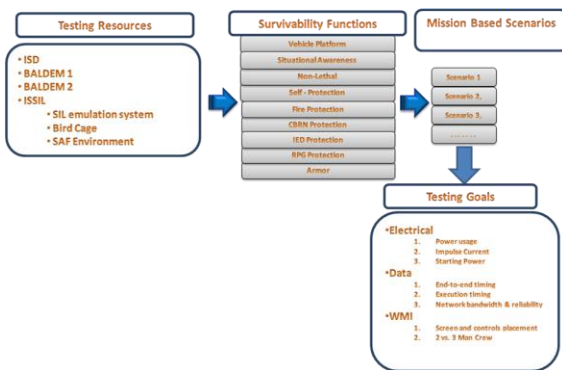 Testing Resources
• ISD
• BALDEM 1
• BALDEM 2
• ISSIL
• SIL emulation system
• Bird Cage
• SAF Environment
Survivability Functions
Vehicle Platform
Situational Awareness
Non-Lethal
Self - Protection
Fire Protection
CBRN Protection
IED Protection
RPG Protection
Armor
Mission Based Scenarios
Scenario 1
Scenario 2,
Scenario 3,
.. .. .. ..
Testing Goals
•Electrical
1. Power usage
2. Impulse Current
3. Starting Power
•Data
1. End-to-end timing
2. Execution timing
3. Network bandwidth & reliability
•WMI
1. Screen and controls placement
2. 2 vs. 3 Man Crew